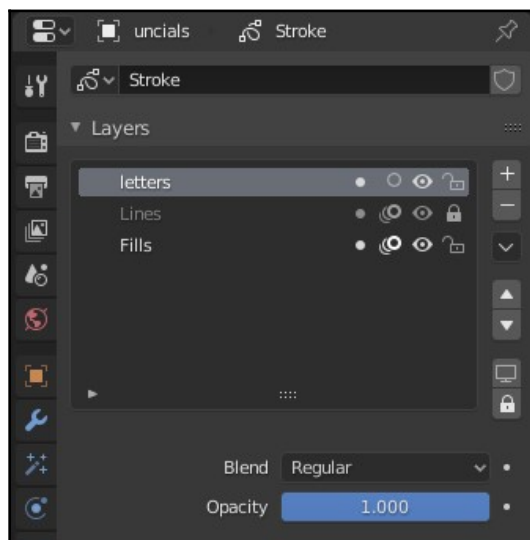 uncials Stroke
Stroke
Layers
letters
Lines
Fills
Blend Regular
Opacity 1.000